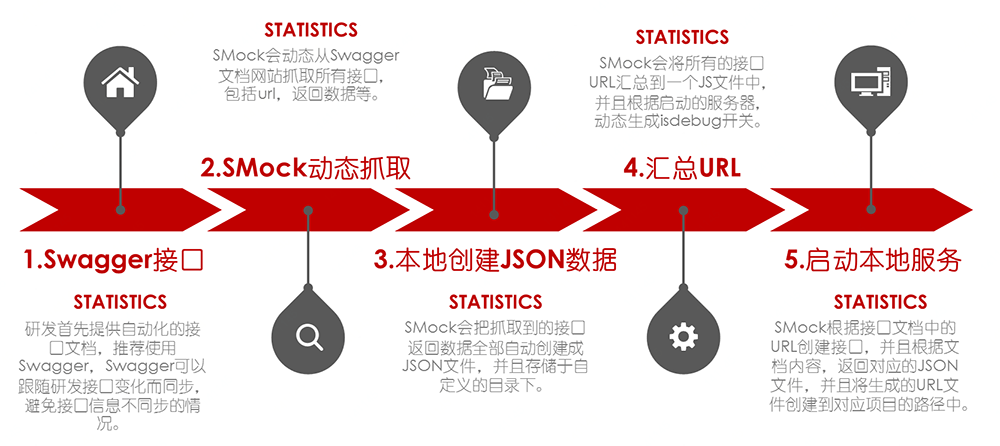 STATISTICS
SMock会动态从Swagger
文档网站抓取所有接口,
包括url，返回数据等。
STATISTICS
SMock会将所有的接口
URL汇总到一个JS文件中,
并且根据启动的服务器,
动态生成isdebug开关。
2.SMock动态抓取
4.汇总URL
1.Swagger接口
STATISTICS
研发首先提供自动化的接
口文档，推荐使用
Swagger，Swagger可以
跟随研发接口变化而同步,
避免接口信息不同步的情
况。
3.本地创建JSON数据
STATISTICS
SMock会把抓取到的接口
返回数据全部自动创建成
JSON文件，并且存储于自
定义的目录下。
5.启动本地服务
STATISTICS
SMock根据接口文档中的
URL创建接口，并且根据文
档内容，返回对应的JSON
文件，并且将生成的URL文
件创建到对应项目的路径中。